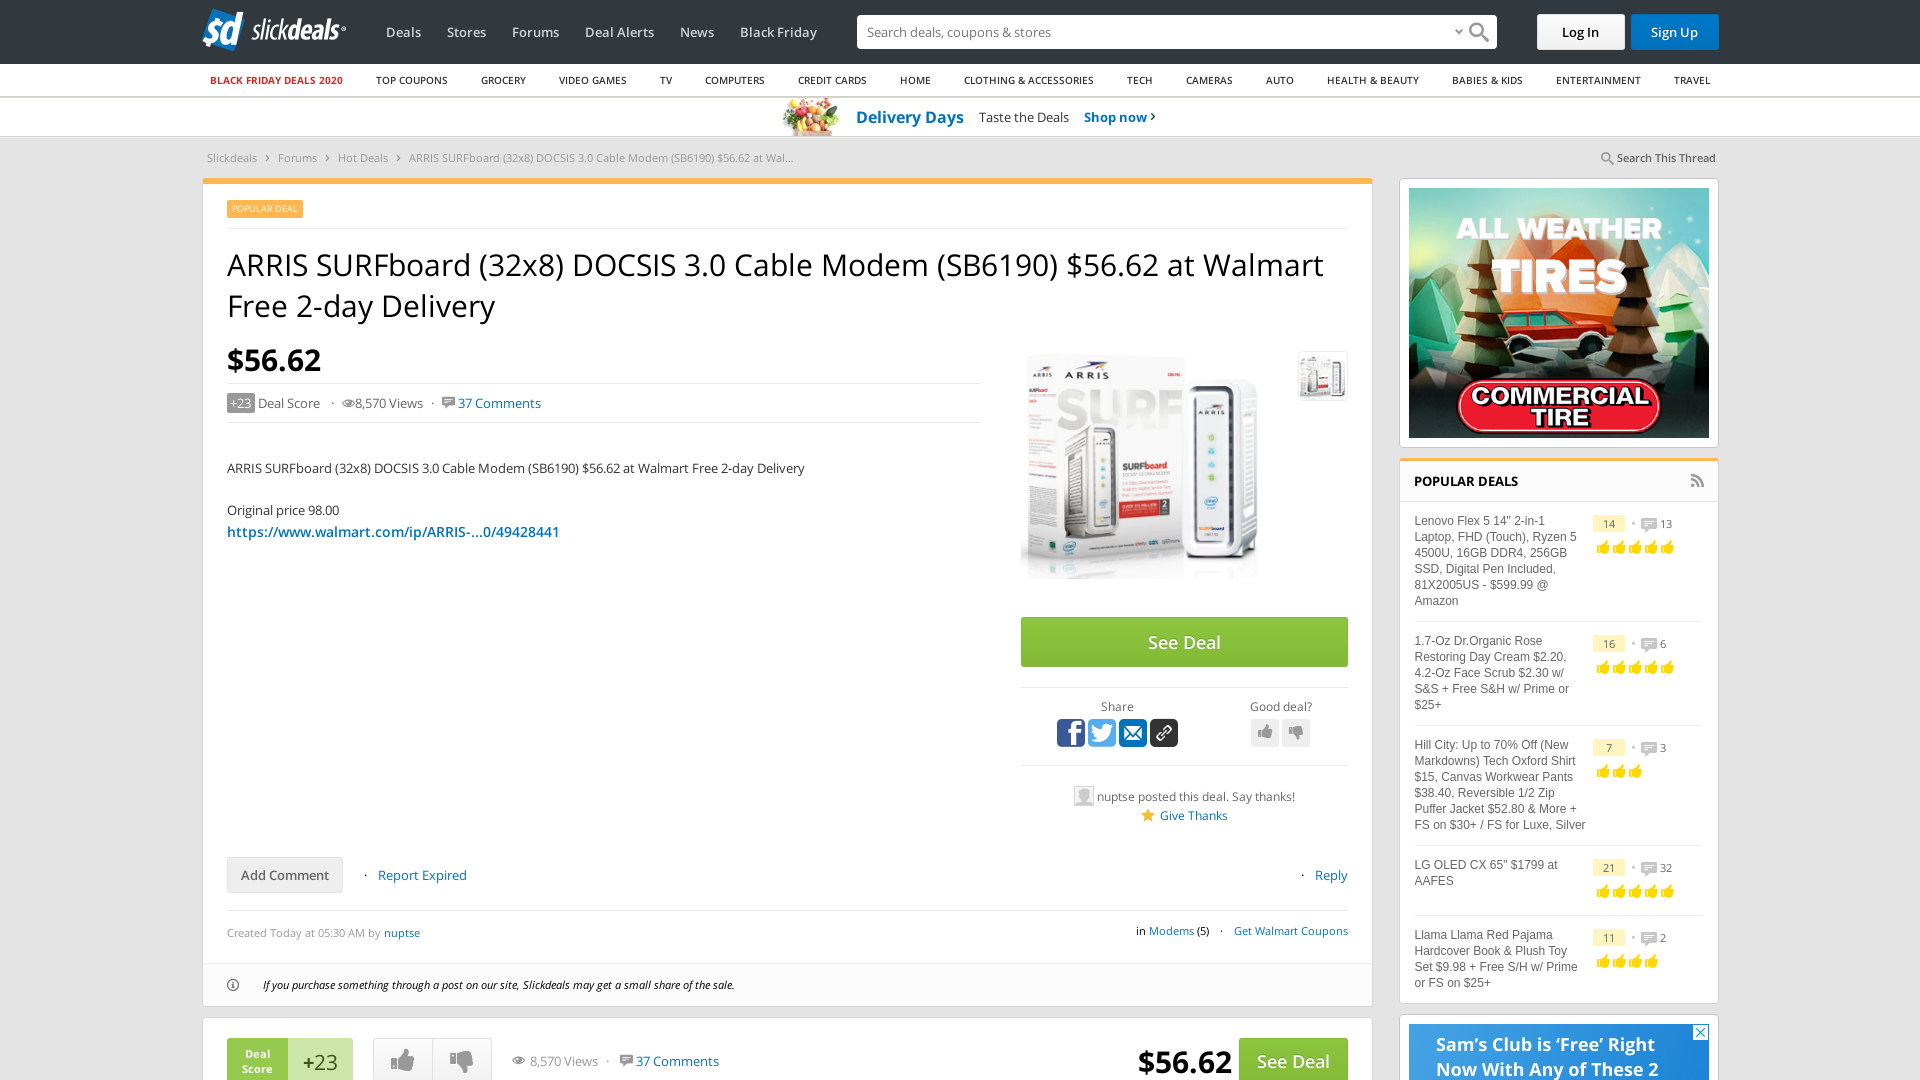 slickdeals
Deals
Stores
Forums
Deal Alerts
News
Black Friday
Search deals, coupons & stores
Log In
Sign Up
BLACK FRIDAY DEALS 2020
TOP COUPONS
GROCERY
VIDEO GAMES
TV
COMPUTERS
CREDIT CARDS
HOME
CLOTHING & ACCESSORIES
TECH
CAMERAS
AUTO
HEALTH & BEAUTY
BABIES & KIDS
ENTERTAINMENT
TRAVEL
Delivery Days Taste the Deals Shop now ›
Slickdeals › Forums › Hot Deals › ARRIS SURFboard (32x8) DOCSIS 3.0 Cable Modem (SB6190) $56.62 at Wal...
Search This Thread
POPULAR DEAL
ARRIS SURFboard (32x8) DOCSIS 3.0 Cable Modem (SB6190) $56.62 at Walmart
Free 2-day Delivery
$56.62
+23 Deal Score · 8,570 Views · 37 Comments
ARRIS SURFboard (32x8) DOCSIS 3.0 Cable Modem (SB6190) $56.62 at Walmart Free 2-day Delivery
Original price 98.00
https://www.walmart.com/ip/ARRIS-...0/49428441
ARRIS
ARRIS
SURF
ARRIS
SURFboard
See Deal
Share
Good deal?
nuptse posted this deal. Say thanks!
Give Thanks
Add Comment
· Report Expired
· Reply
Created Today at 05:30 AM by nuptse
in Modems (5) · Get Walmart Coupons
If you purchase something through a post on our site, Slickdeals may get a small share of the sale.
Deal
Score
+23
8,570 Views · 37 Comments
$56.62
See Deal
ALL WEATHER
TIRES
COMMERCIAL
TIRE
POPULAR DEALS
Lenovo Flex 5 14" 2-in-1
Laptop, FHD (Touch), Ryzen 5
4500U, 16GB DDR4, 256GB
SSD, Digital Pen Included,
81X2005US - $599.99 @
Amazon
14 · 13
1.7-Oz Dr.Organic Rose
Restoring Day Cream $2.20,
4.2-Oz Face Scrub $2.30 w/
S&S + Free S&H w/ Prime or
$25+
16 · 6
Hill City: Up to 70% Off (New
Markdowns) Tech Oxford Shirt
$15, Canvas Workwear Pants
$38.40, Reversible 1/2 Zip
Puffer Jacket $52.80 & More +
FS on $30+ / FS for Luxe, Silver
7 · 3
LG OLED CX 65" $1799 at
AAFES
21 · 32
Llama Llama Red Pajama
Hardcover Book & Plush Toy
Set $9.98 + Free S/H w/ Prime
or FS on $25+
11 · 2
Sam's Club is ‘Free’ Right
Now With Any of These 2